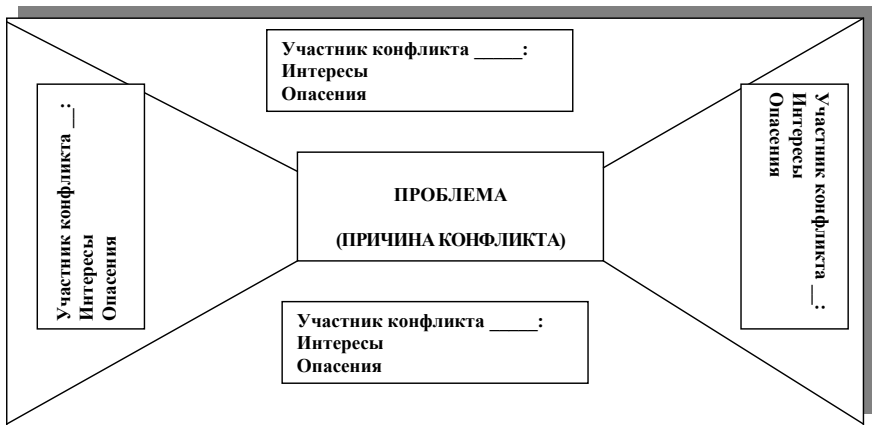 Участник конфликта _____:
Интересы
Опасения
Участник конфликта __:
Интересы
Опасения
ПРОБЛЕМА
(ПРИЧИНА КОНФЛИКТА)
Участник конфликта __:
Интересы
Опасения
Участник конфликта _____:
Интересы
Опасения